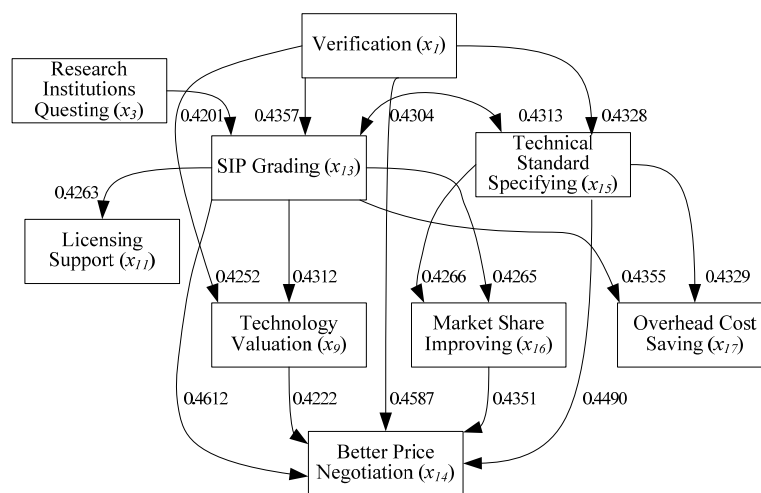 Verification (x1)
Research
Institutions
Questing (x3)
0.4201
0.4357
0.4304
0.4313
0.4328
SIP Grading (x13)
Technical
Standard
Specifying (x15)
0.4263
Licensing
Support (x11)
0.4252
0.4312
0.4266
0.4265
0.4355
0.4329
Technology
Valuation (x9)
Market Share
Improving (x16)
Overhead Cost
Saving (x17)
0.4612
0.4222
0.4587
0.4351
0.4490
Better Price
Negotiation (x14)